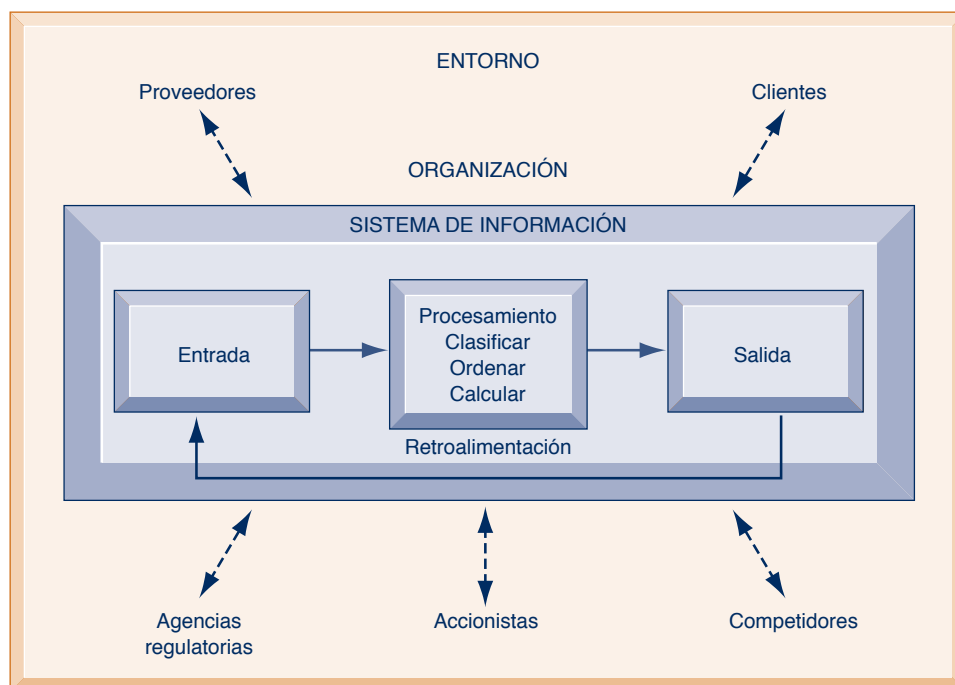 ENTORNO
Proveedores
Clientes
ORGANIZACIÓN
SISTEMA DE INFORMACIÓN
Entrada
Procesamiento
Clasificar
Ordenar
Calcular
Salida
Retroalimentación
Agencias
regulatorias
Accionistas
Competidores